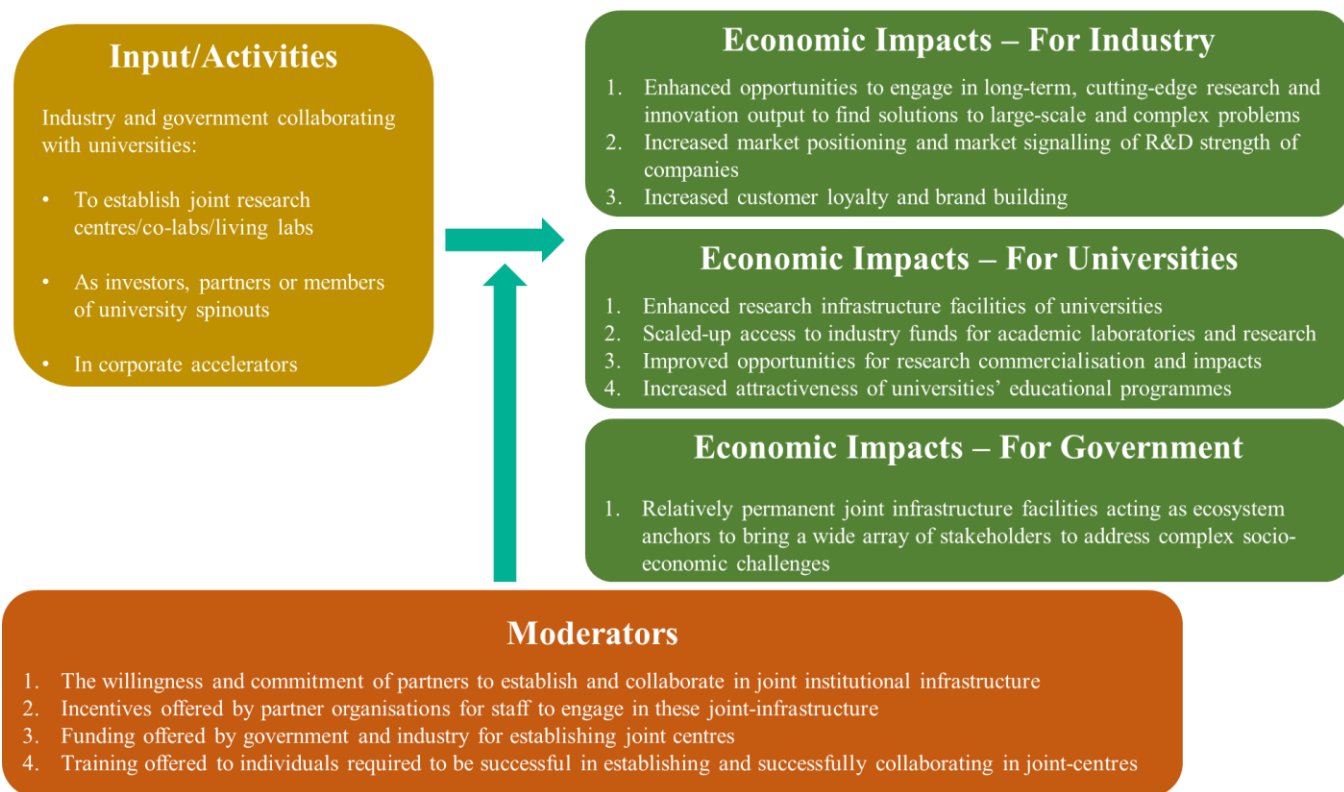 Input/Activities
Industry and government collaborating
with universities:
• To establish joint research
centres/co-labs/living labs
• As investors, partners or members
of university spinouts
• In corporate accelerators
Economic Impacts – For Industry
1. Enhanced opportunities to engage in long-term, cutting-edge research and
innovation output to find solutions to large-scale and complex problems
2. Increased market positioning and market signalling of R&D strength of
companies
3. Increased customer loyalty and brand building
Economic Impacts – For Universities
1. Enhanced research infrastructure facilities of universities
2. Scaled-up access to industry funds for academic laboratories and research
3. Improved opportunities for research commercialisation and impacts
4. Increased attractiveness of universities’ educational programmes
Economic Impacts – For Government
1. Relatively permanent joint infrastructure facilities acting as ecosystem
anchors to bring a wide array of stakeholders to address complex socio-
economic challenges
Moderators
1. The willingness and commitment of partners to establish and collaborate in joint institutional infrastructure
2. Incentives offered by partner organisations for staff to engage in these joint-infrastructure
3. Funding offered by government and industry for establishing joint centres
4. Training offered to individuals required to be successful in establishing and successfully collaborating in joint-centres